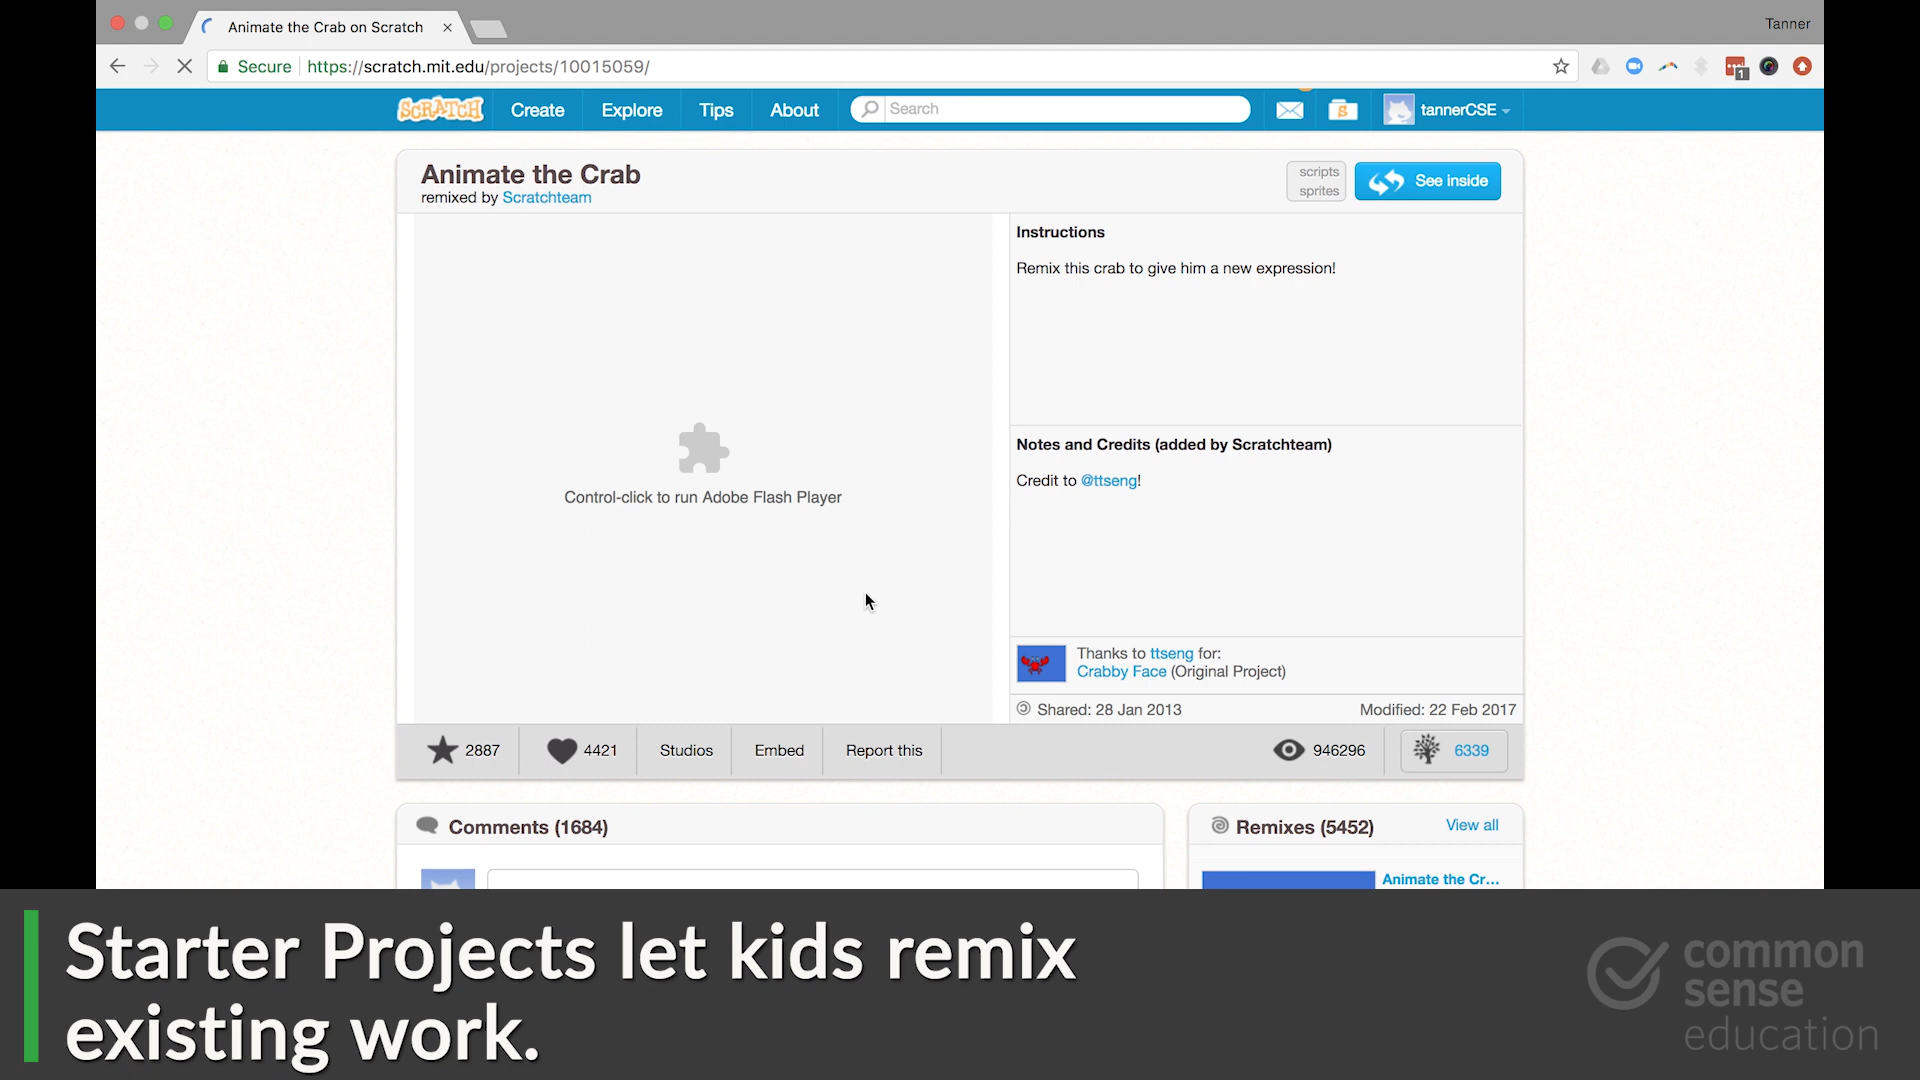 Animate the Crab on Scratch
Tanner
Secure https://scratch.mit.edu/projects/10015059/
1
SCRATCH Create Explore Tips About Search S tannerCSE
Animate the Crab
remixed by Scratchteam
scripts
sprites
See inside
Control-click to run Adobe Flash Player
Instructions
Remix this crab to give him a new expression!
Notes and Credits (added by Scratchteam)
Credit to @ttseng!
Thanks to ttseng for:
Crabby Face (Original Project)
Shared: 28 Jan 2013 Modified: 22 Feb 2017
2887 4421 Studios Embed Report this 946296 6339
Comments (1684)
Remixes (5452) View all
Animate the Cr...
Starter Projects let kids remix
existing work.
common
sense
education